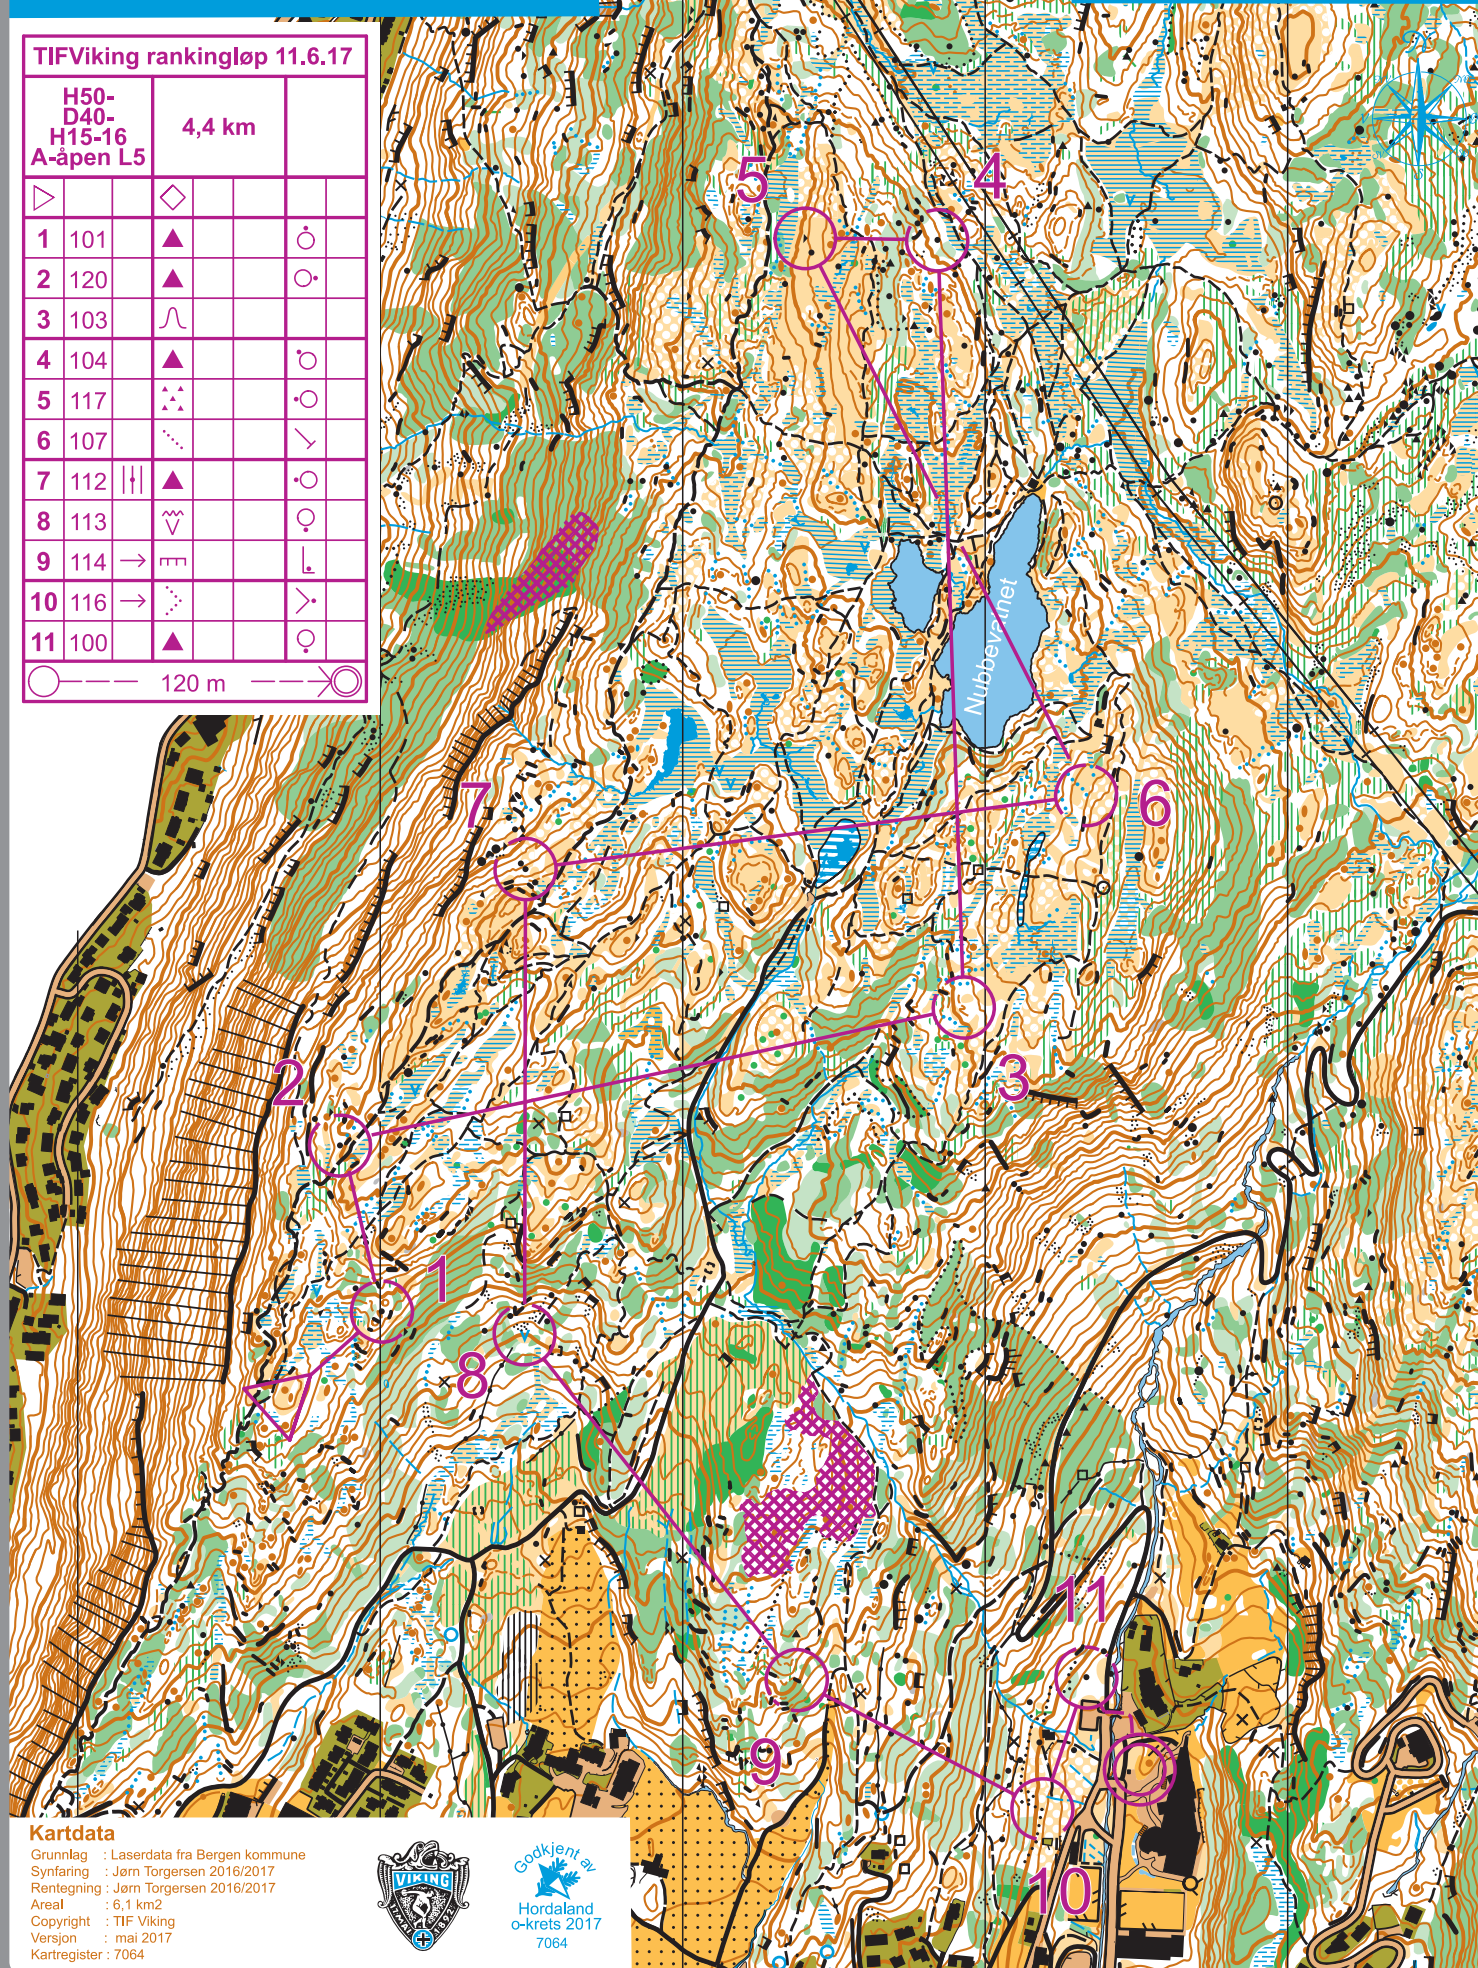 TIFViking rankingløp 11.6.17
H50-
D40-
H15-16
A-åpen L5
4,4 km
1 101
2 120
3 103
4 104
5 117
6 107
7 112
8 113
9 114
10 116
11 100
120 m
5
4
Nubbevatnet
7
6
2
3
1
8
11
9
10
Kartdata
Grunnlag : Laserdata fra Bergen kommune
Synfaring : Jørn Torgersen 2016/2017
Rentegning : Jørn Torgersen 2016/2017
Areal : 6,1 km2
Copyright : TIF Viking
Versjon : mai 2017
Kartregister : 7064
VIKING
1892
Godkjent av
Hordaland
o-krets 2017
7064